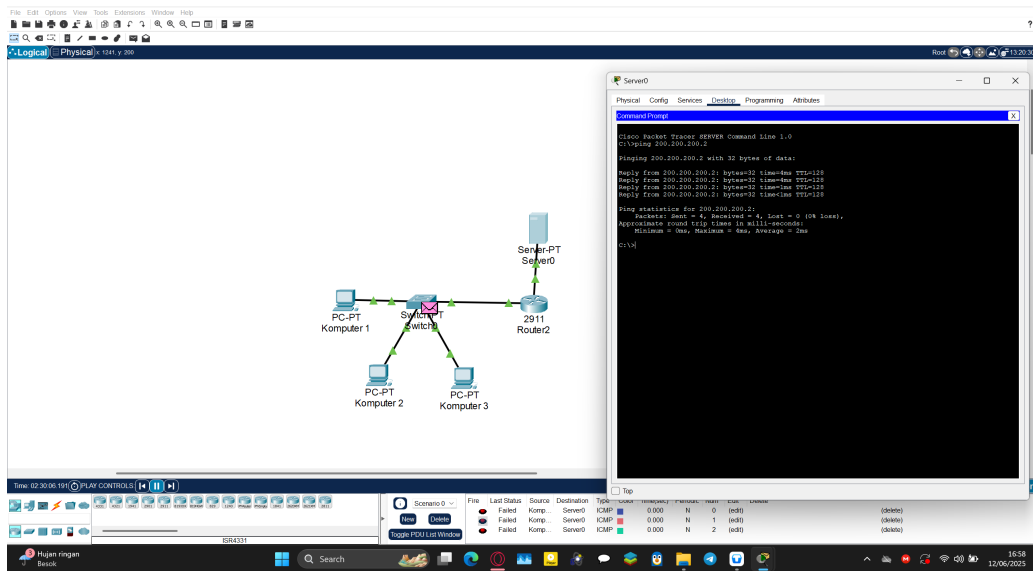 File Edit Options View Tools Extensions Window Help
?
Logical Physical x: 1241, y: 200 Root 13:20:30
Server0
Physical Config Services Desktop Programming Attributes
Command Prompt X
Cisco Packet Tracer SERVER Command Line 1.0
C:\>ping 200.200.200.2
Pinging 200.200.200.2 with 32 bytes of data:
Reply from 200.200.200.2: bytes=32 time=4ms TTL=128
Reply from 200.200.200.2: bytes=32 time=4ms TTL=128
Reply from 200.200.200.2: bytes=32 time=1ms TTL=128
Reply from 200.200.200.2: bytes=32 time<1ms TTL=128
Ping statistics for 200.200.200.2:
Packets: Sent = 4, Received = 4, Lost = 0 (0% loss),
Approximate round trip times in milli-seconds:
Minimum = 0ms, Maximum = 4ms, Average = 2ms
C:\>
Server-PT
Server0
PC-PT
Komputer 1
Switch-PT
Switch0
2911
Router2
PC-PT
Komputer 2
PC-PT
Komputer 3
Top
Time: 02:30:06.191 PLAY CONTROLS:
Scenario 0
New Delete
Toggle PDU List Window
Fire Last Status Source Destination Type Color Time(sec) Periodic Num Edit Delete
Failed Komp... Server0 ICMP 0.000 N 0 (edit) (delete)
Failed Komp... Server0 ICMP 0.000 N 1 (edit) (delete)
Failed Komp... Server0 ICMP 0.000 N 2 (edit) (delete)
ISR4331
3
Hujan ringan
Besok
Search
16:58
12/06/2025